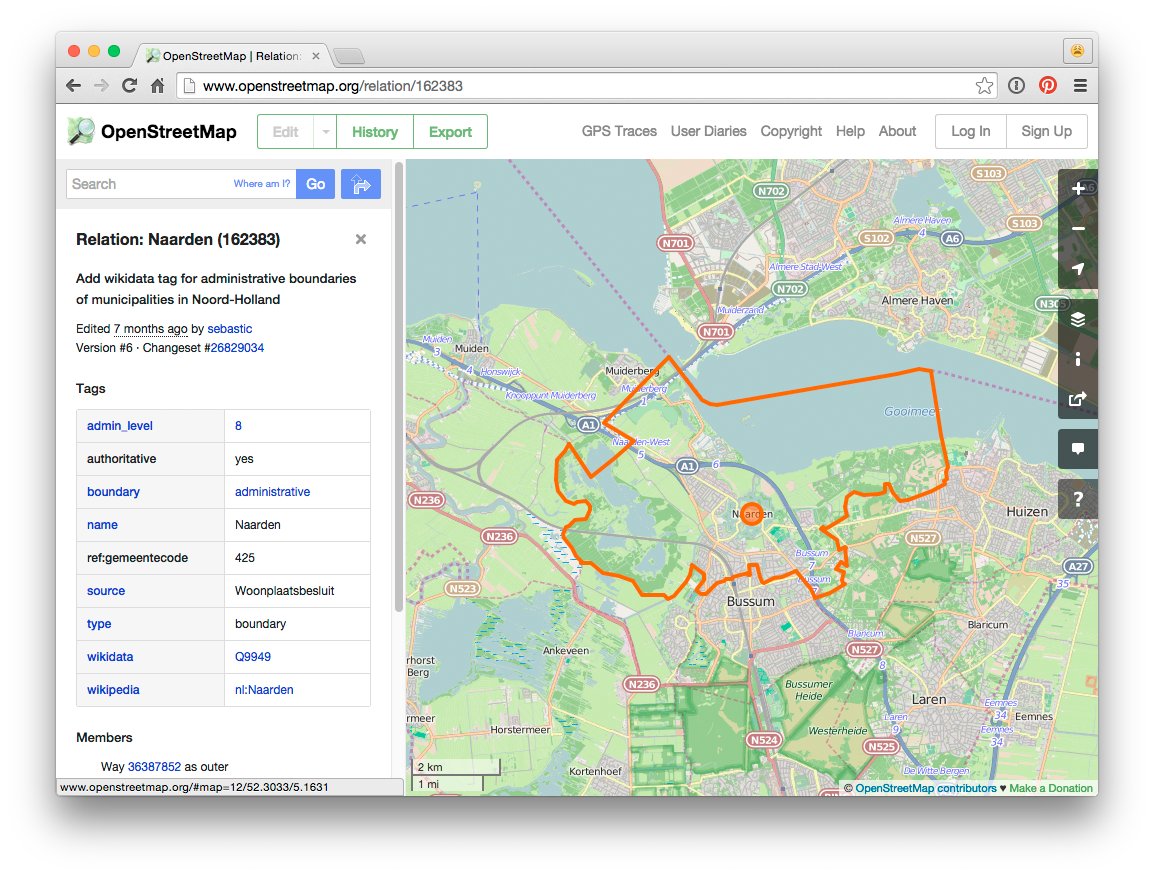 OpenStreetMap | Relation:
www.openstreetmap.org/relation/162383
OpenStreetMap
Edit
History
Export
GPS Traces
User Diaries
Copyright
Help
About
Log In
Sign Up
Search
Where am I?
Go
Relation: Naarden (162383)
Add wikidata tag for administrative boundaries
of municipalities in Noord-Holland
Edited 7 months ago by sebastic
Version #6 · Changeset #26829034
Tags
admin_level 8
authoritative yes
boundary administrative
name Naarden
ref:gemeentecode 425
source Woonplaatsbesluit
type boundary
wikidata Q9949
wikipedia nl:Naarden
Members
Way 36387852 as outer
www.openstreetmap.org/#map=12/52.3033/5.1631
S103
N702
Almere Haven
4
S103
S102
A6
N701
Almere Stad-West
N702
Almere Haven
Muiderzand
N701
Muiden
3
Muiden
4
Honswijck
Muiderberg
Knooppunt Muiderberg
Muiderberg
1
Gooimeer
A1
Naarden-West
5
A1
6
N236
Naarden
Huizen
N236
N527
Bussum
7
Bussum
7
A27
35
N523
Bussum
Blaricum
Blaricum
Ankeveen
N527
8
rhorst
Berg
N236
Bussumer
Heide
Laren
Eemnes
34
Eemnes
rmeer
Laren
9
Eemnes
34
Horstermeer
Westerheide
N524
N525
Kortenhoef
De Witte Bergen
2 km
1 mi
© OpenStreetMap contributors ♥ Make a Donation